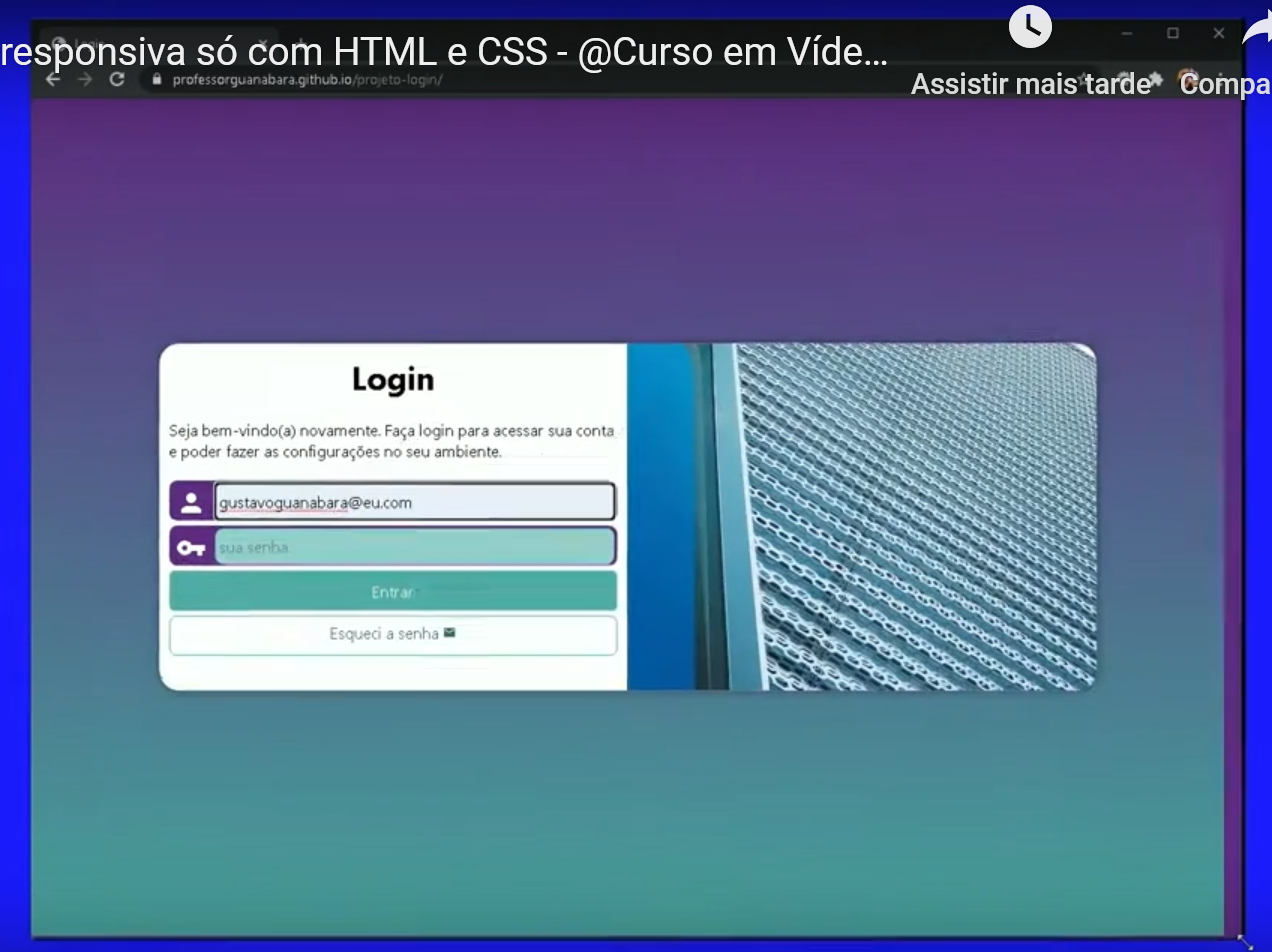 responsiva só com HTML e CSS - @Curso em Víde...
Assistir mais tarde
Compa
professorguanabara.github.io/projeto-login/
Login
Seja bem-vindo(a) novamente. Faça login para acessar sua conta
e poder fazer as configurações no seu ambiente.
gustavoguanabara@eu.com
sua senha
Entrar
Esqueci a senha